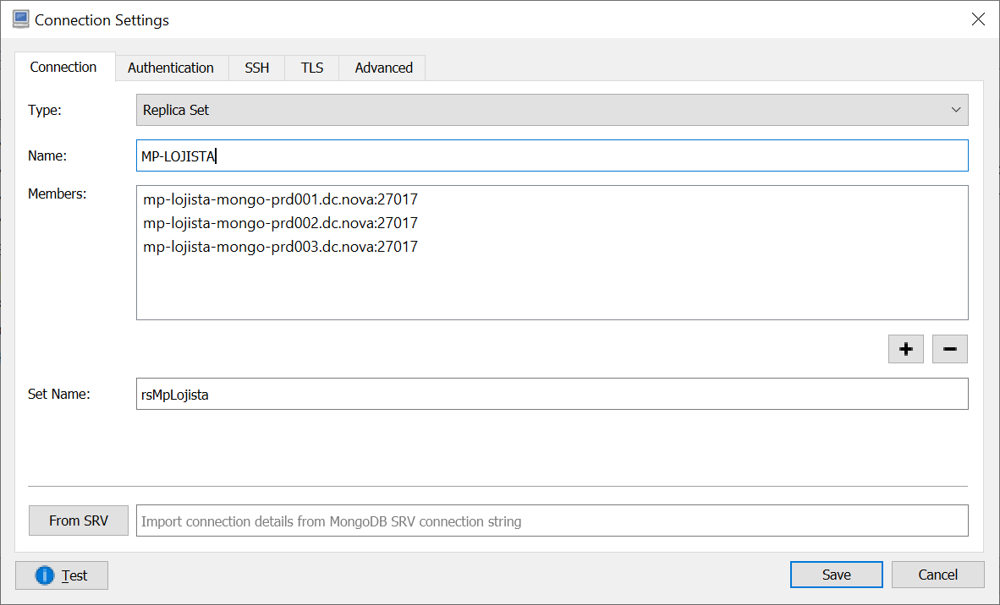 Connection Settings
Connection Authentication SSH TLS Advanced
Type: Replica Set
Name: MP-LOJISTA
Members: mp-lojista-mongo-prd001.dc.nova:27017
mp-lojista-mongo-prd002.dc.nova:27017
mp-lojista-mongo-prd003.dc.nova:27017
Set Name: rsMpLojista
From SRV Import connection details from MongoDB SRV connection string
Test Save Cancel